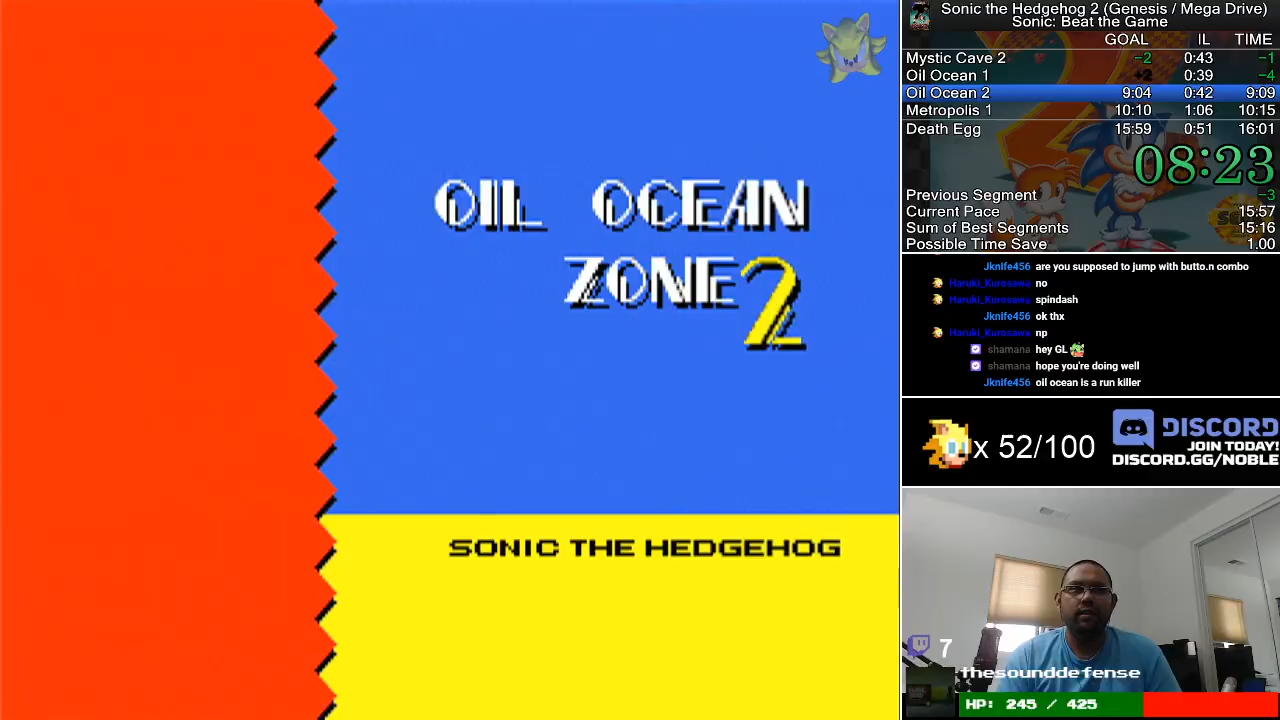 OIL OCEAN
ZONE 2
SONIC THE HEDGEHOG
Sonic the Hedgehog 2 (Genesis / Mega Drive)
Sonic: Beat the Game
GOAL IL TIME
Mystic Cave 2 −2 0:43 −1
Oil Ocean 1 +2 0:39 −4
Oil Ocean 2 9:04 0:42 9:09
Metropolis 1 10:10 1:06 10:15
Death Egg 15:59 0:51 16:01
08:23
Previous Segment −3
Current Pace 15:57
Sum of Best Segments 15:16
Possible Time Save 1.00
Jknife456 are you supposed to jump with butto.n combo
Haruki_Kurosawa no
Haruki_Kurosawa spindash
Jknife456 ok thx
Haruki_Kurosawa np
shamana hey GL
shamana hope you're doing well
Jknife456 oil ocean is a run killer
x 52/100
DISCORD
JOIN TODAY!
DISCORD.GG/NOBLE
7
thesounddefense
HP: 245 / 425